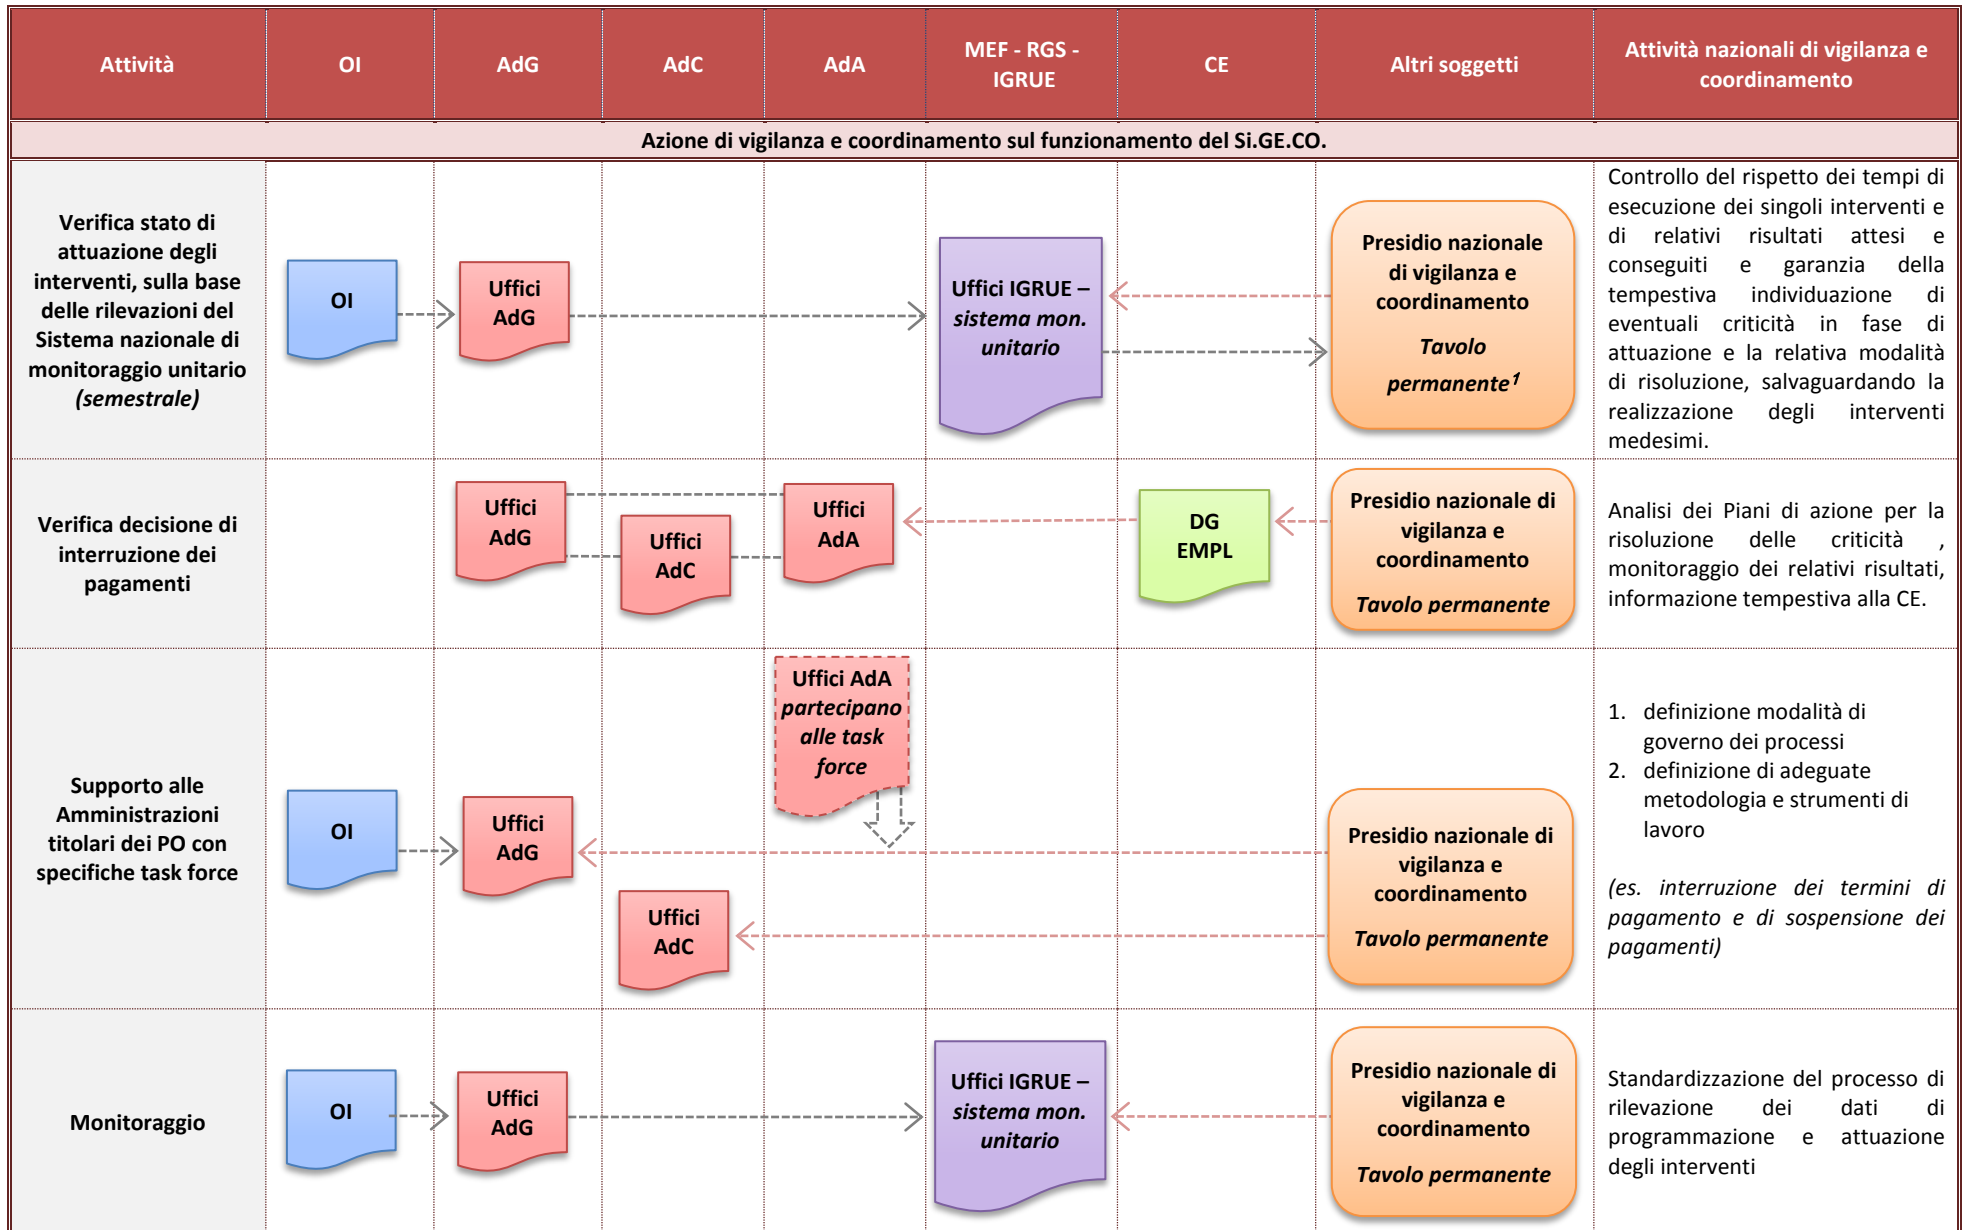 Attività
OI
AdG
AdC
AdA
MEF - RGS -
IGRUE
CE
Altri soggetti
Attività nazionali di vigilanza e
coordinamento
Azione di vigilanza e coordinamento sul funzionamento del Si.GE.CO.
Verifica stato di
attuazione degli
interventi, sulla base
delle rilevazioni del
Sistema nazionale di
monitoraggio unitario
(semestrale)
OI
Uffici
AdG
Uffici IGRUE –
sistema mon.
unitario
Presidio nazionale
di vigilanza e
coordinamento
Tavolo
permanente¹
Controllo del rispetto dei tempi di
esecuzione dei singoli interventi e
di relativi risultati attesi e
conseguiti e garanzia della
tempestiva individuazione di
eventuali criticità in fase di
attuazione e la relativa modalità
di risoluzione, salvaguardando la
realizzazione degli interventi
medesimi.
Verifica decisione di
interruzione dei
pagamenti
Uffici
AdG
Uffici
AdC
Uffici
AdA
DG
EMPL
Presidio nazionale di
vigilanza e
coordinamento
Tavolo permanente
Analisi dei Piani di azione per la
risoluzione delle criticità ,
monitoraggio dei relativi risultati,
informazione tempestiva alla CE.
Supporto alle
Amministrazioni
titolari dei PO con
specifiche task force
OI
Uffici
AdG
Uffici
AdC
Uffici AdA
partecipano
alle task
force
Presidio nazionale di
vigilanza e
coordinamento
Tavolo permanente
1. definizione modalità di
governo dei processi
2. definizione di adeguate
metodologia e strumenti di
lavoro
(es. interruzione dei termini di
pagamento e di sospensione dei
pagamenti)
Monitoraggio
OI
Uffici
AdG
Uffici IGRUE –
sistema mon.
unitario
Presidio nazionale di
vigilanza e
coordinamento
Tavolo permanente
Standardizzazione del processo di
rilevazione dei dati di
programmazione e attuazione
degli interventi